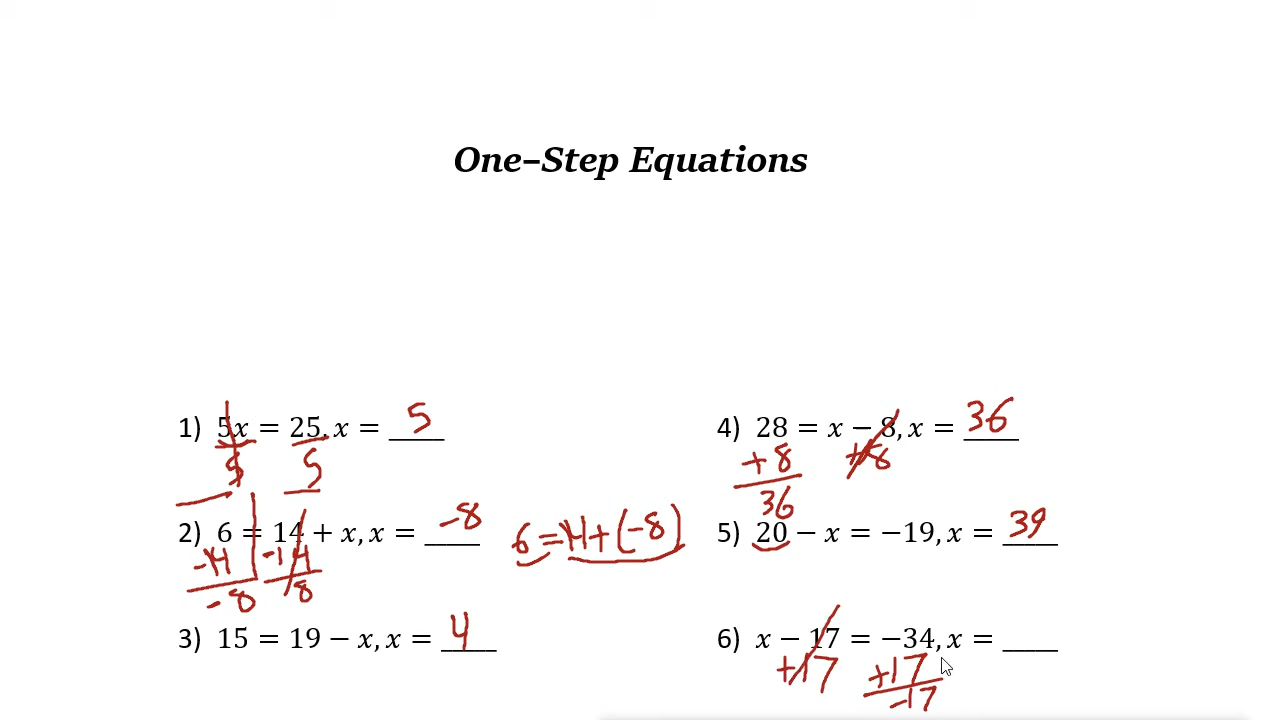 One–Step Equations
1) 5x = 25, x = 5
5 5
2) 6 = 14 + x, x = -8
6 = 14 + (-8)
-14 -14
-8 8
3) 15 = 19 − x, x = 4
4) 28 = x − 8, x = 36
+8 +8
36
5) 20 − x = −19, x = 39
6) x − 17 = −34, x = ____
+17 +17
-17